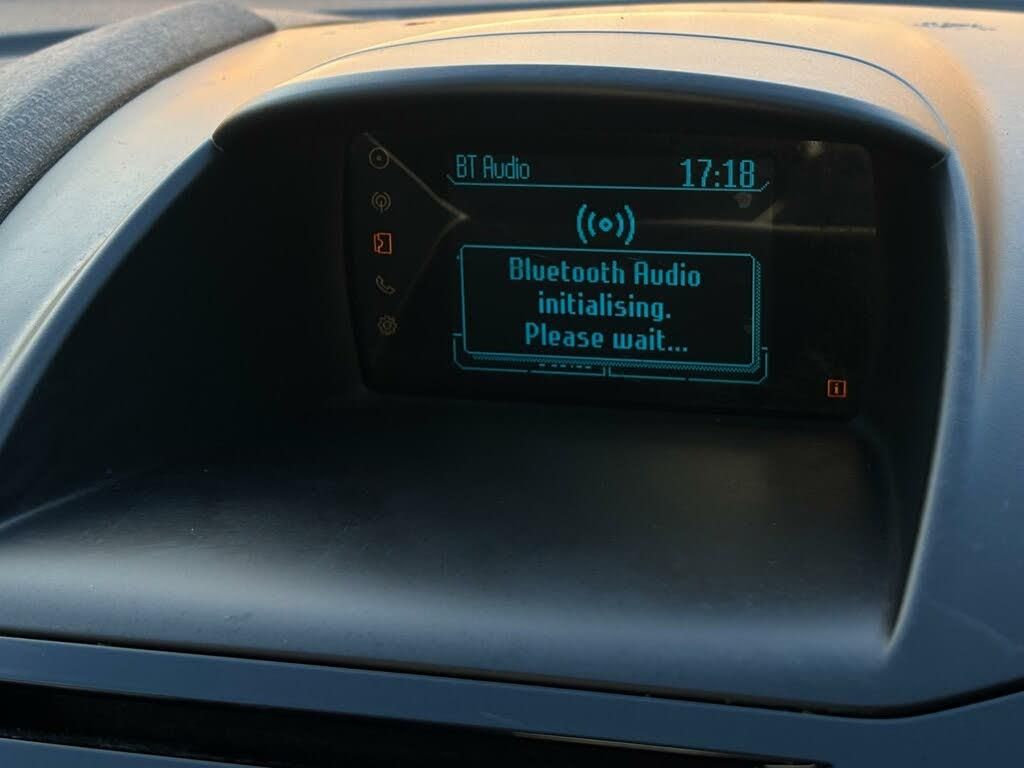 BT Audio
17:18
Bluetooth Audio
initialising.
Please wait...